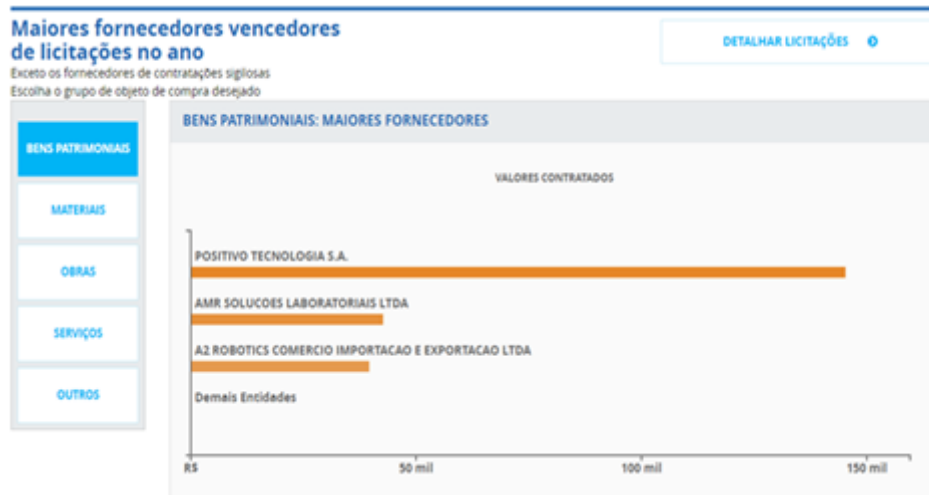 Maiores fornecedores vencedores
de licitações no ano
Exceto os fornecedores de contratações sigilosas
Escolha o grupo de objeto de compra desejado
DETALHAR LICITAÇÕES
BENS PATRIMONIAIS
MATERIAIS
OBRAS
SERVIÇOS
OUTROS
BENS PATRIMONIAIS: MAIORES FORNECEDORES
VALORES CONTRATADOS
POSITIVO TECNOLOGIA S.A.
AMR SOLUCOES LABORATORIAIS LTDA
A2 ROBOTICS COMERCIO IMPORTACAO E EXPORTACAO LTDA
Demais Entidades
R$ 50 mil 100 mil 150 mil